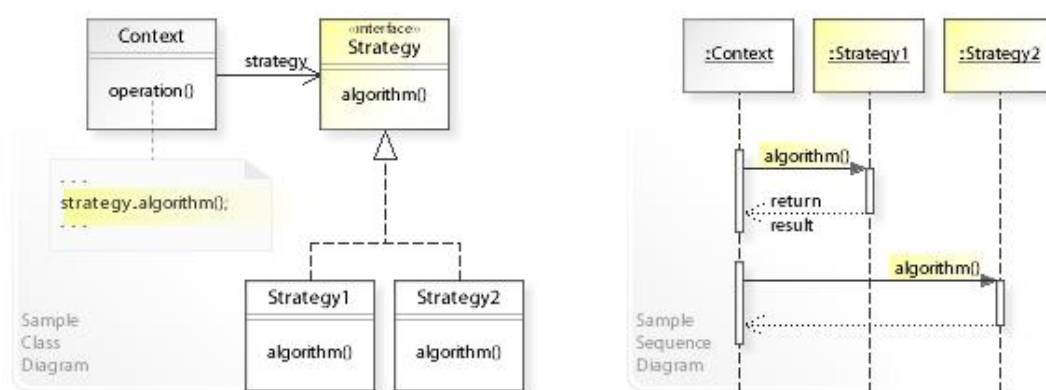 Context
operation()
strategy
«interface»
Strategy
algorithm()
. . .
strategy.algorithm();
. . .
Strategy1
algorithm()
Strategy2
algorithm()
Sample
Class
Diagram
:Context
:Strategy1
:Strategy2
algorithm()
return
result
algorithm()
Sample
Sequence
Diagram